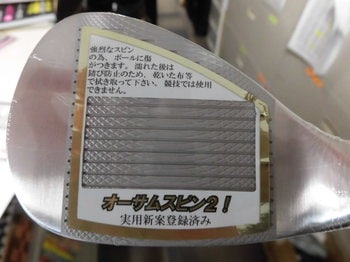 強烈なスピン
の為、ボールに傷
がつきます。濡れた後は
錆び防止のため、乾いた布等
で拭き取って下さい。競技では使用
できません。
オーサムスピン2!
実用新案登録済み